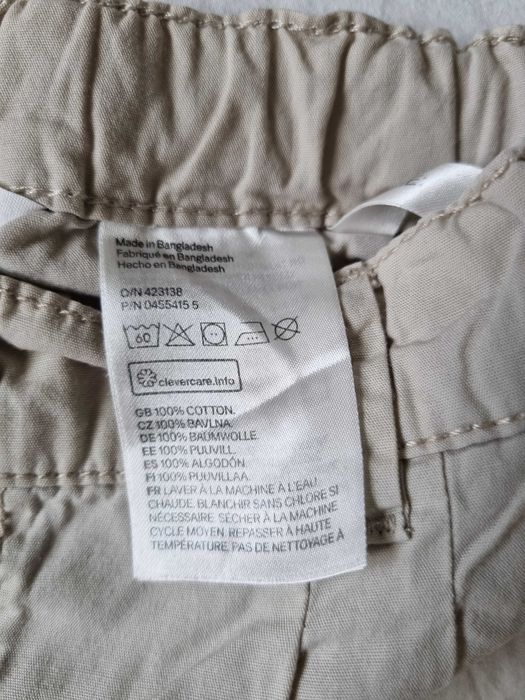 Made in Bangladesh
Fabriqué en Bangladesh
Hecho en Bangladesh
O/N 423138
P/N 0455415 5
60
clevercare.info
GB 100% COTTON.
CZ 100% BAVLNA.
DE 100% BAUMWOLLE
EE 100% PUUVILL.
ES 100% ALGODÓN.
FI 100% PUUVILLAA.
FR LAVER À LA MACHINE À L'EAU
CHAUDE. BLANCHIR SANS CHLORE SI
NÉCESSAIRE. SÉCHER À LA MACHINE
CYCLE MOYEN. REPASSER À HAUTE
TEMPÉRATURE. PAS DE NETTOYAGE À